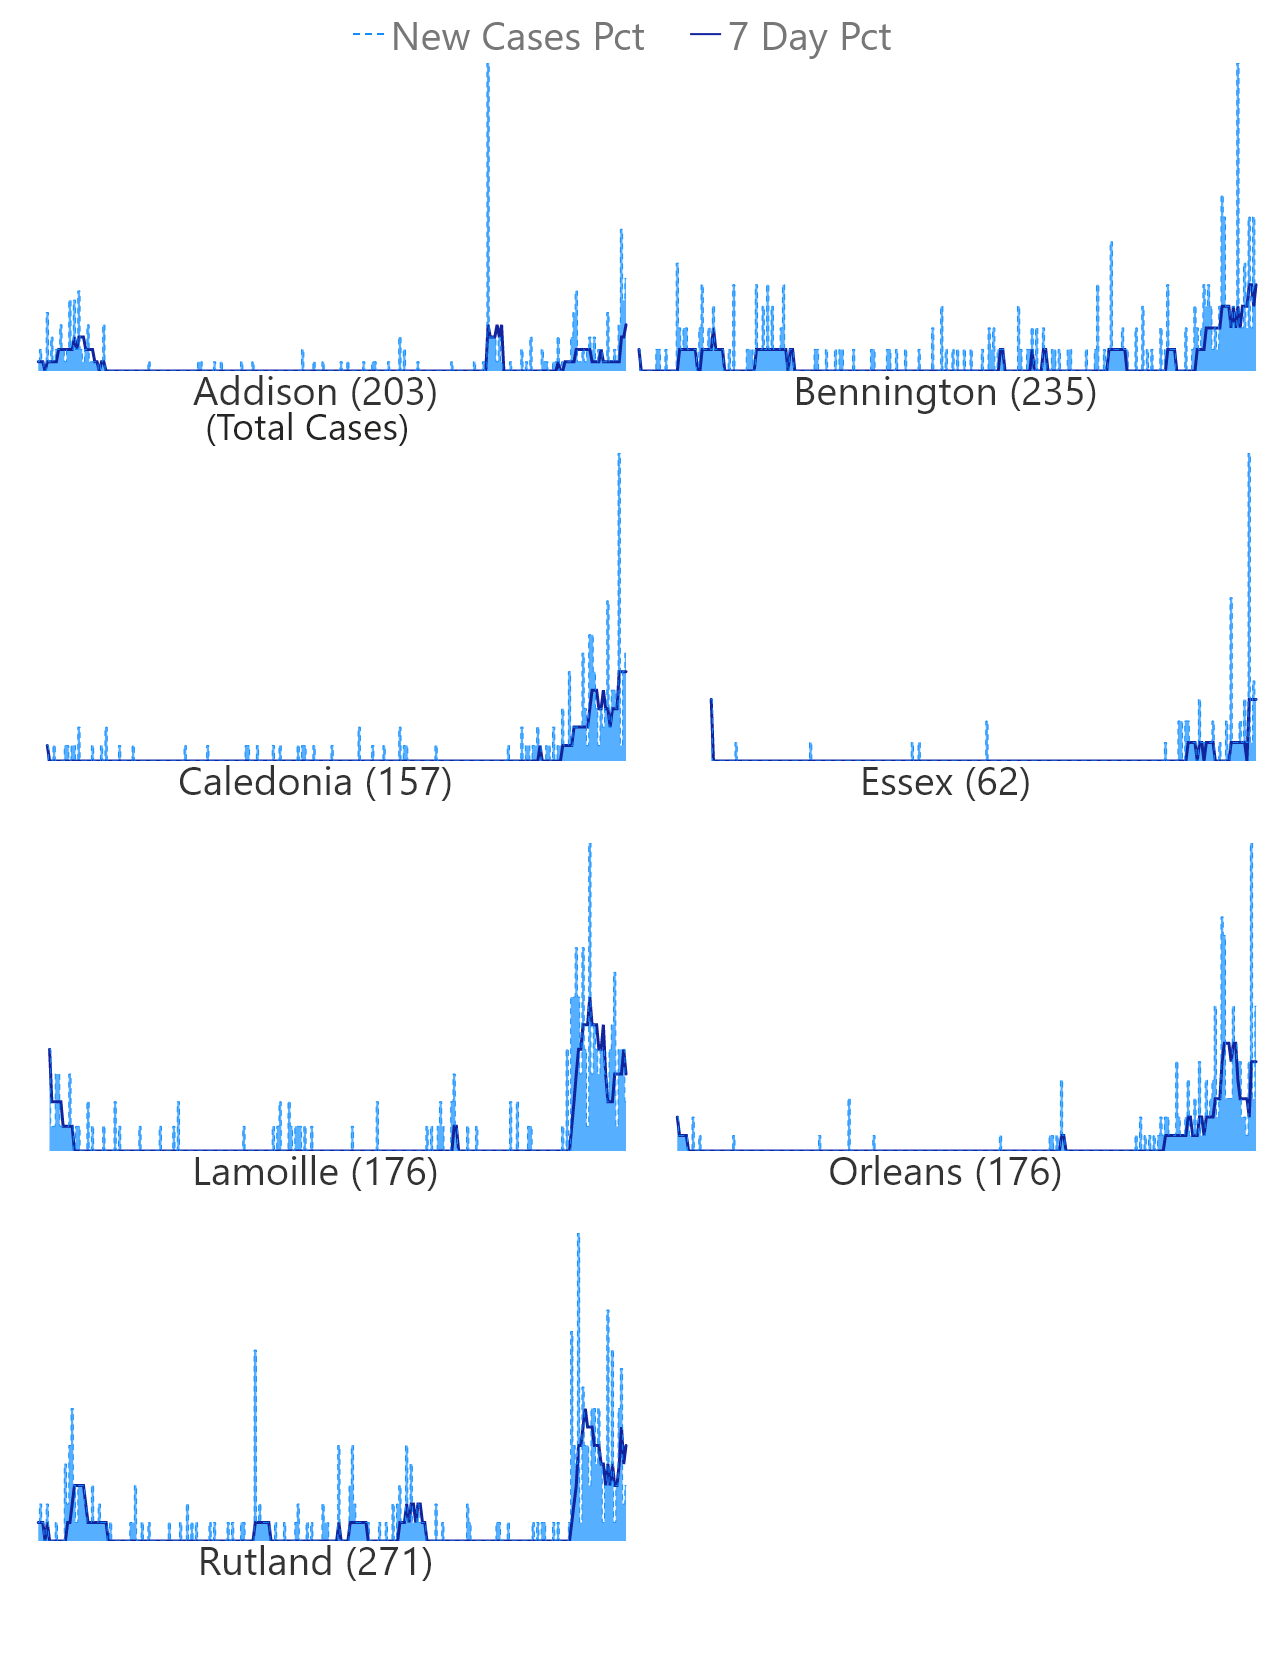 New Cases Pct 7 Day Pct
Addison (203) Bennington (235)
(Total Cases)
Caledonia (157) Essex (62)
Lamoille (176) Orleans (176)
Rutland (271)